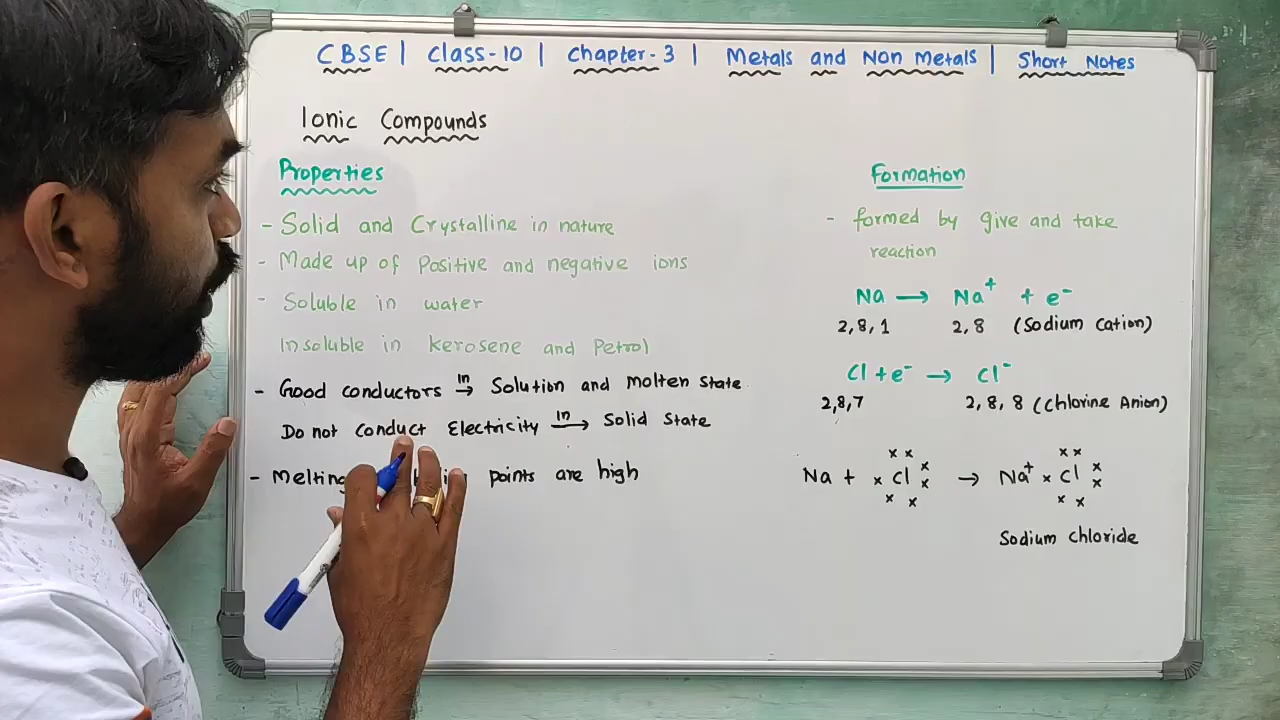 CBSE | Class-10 | Chapter-3 | Metals and Non Metals | Short Notes
Ionic Compounds
Properties
- Solid and Crystalline in nature
- Made up of Positive and negative ions
- Soluble in water
Insoluble in kerosene and Petrol
- Good conductors in → Solution and Molten State
Do not conduct Electricity in → Solid State
- Melting points are high
Formation
- formed by give and take
reaction
Na → Na⁺ + e⁻
2,8,1 2,8 (Sodium Cation)
Cl + e⁻ → Cl⁻
2,8,7 2,8,8 (Chlorine Anion)
x x x x
Na + x Cl x x → Na⁺ x Cl x x
x x x x
Sodium chloride